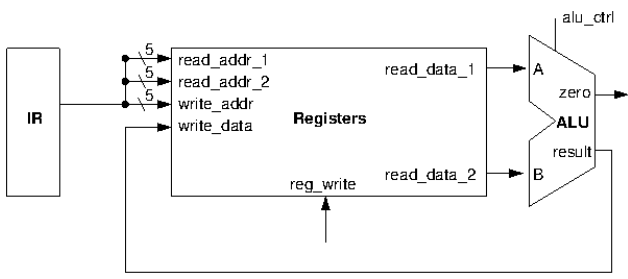 alu_ctrl
5
read_addr_1
5
read_addr_2
5
write_addr
write_data
read_data_1
A
zero
IR
Registers
ALU
result
read_data_2
B
reg_write